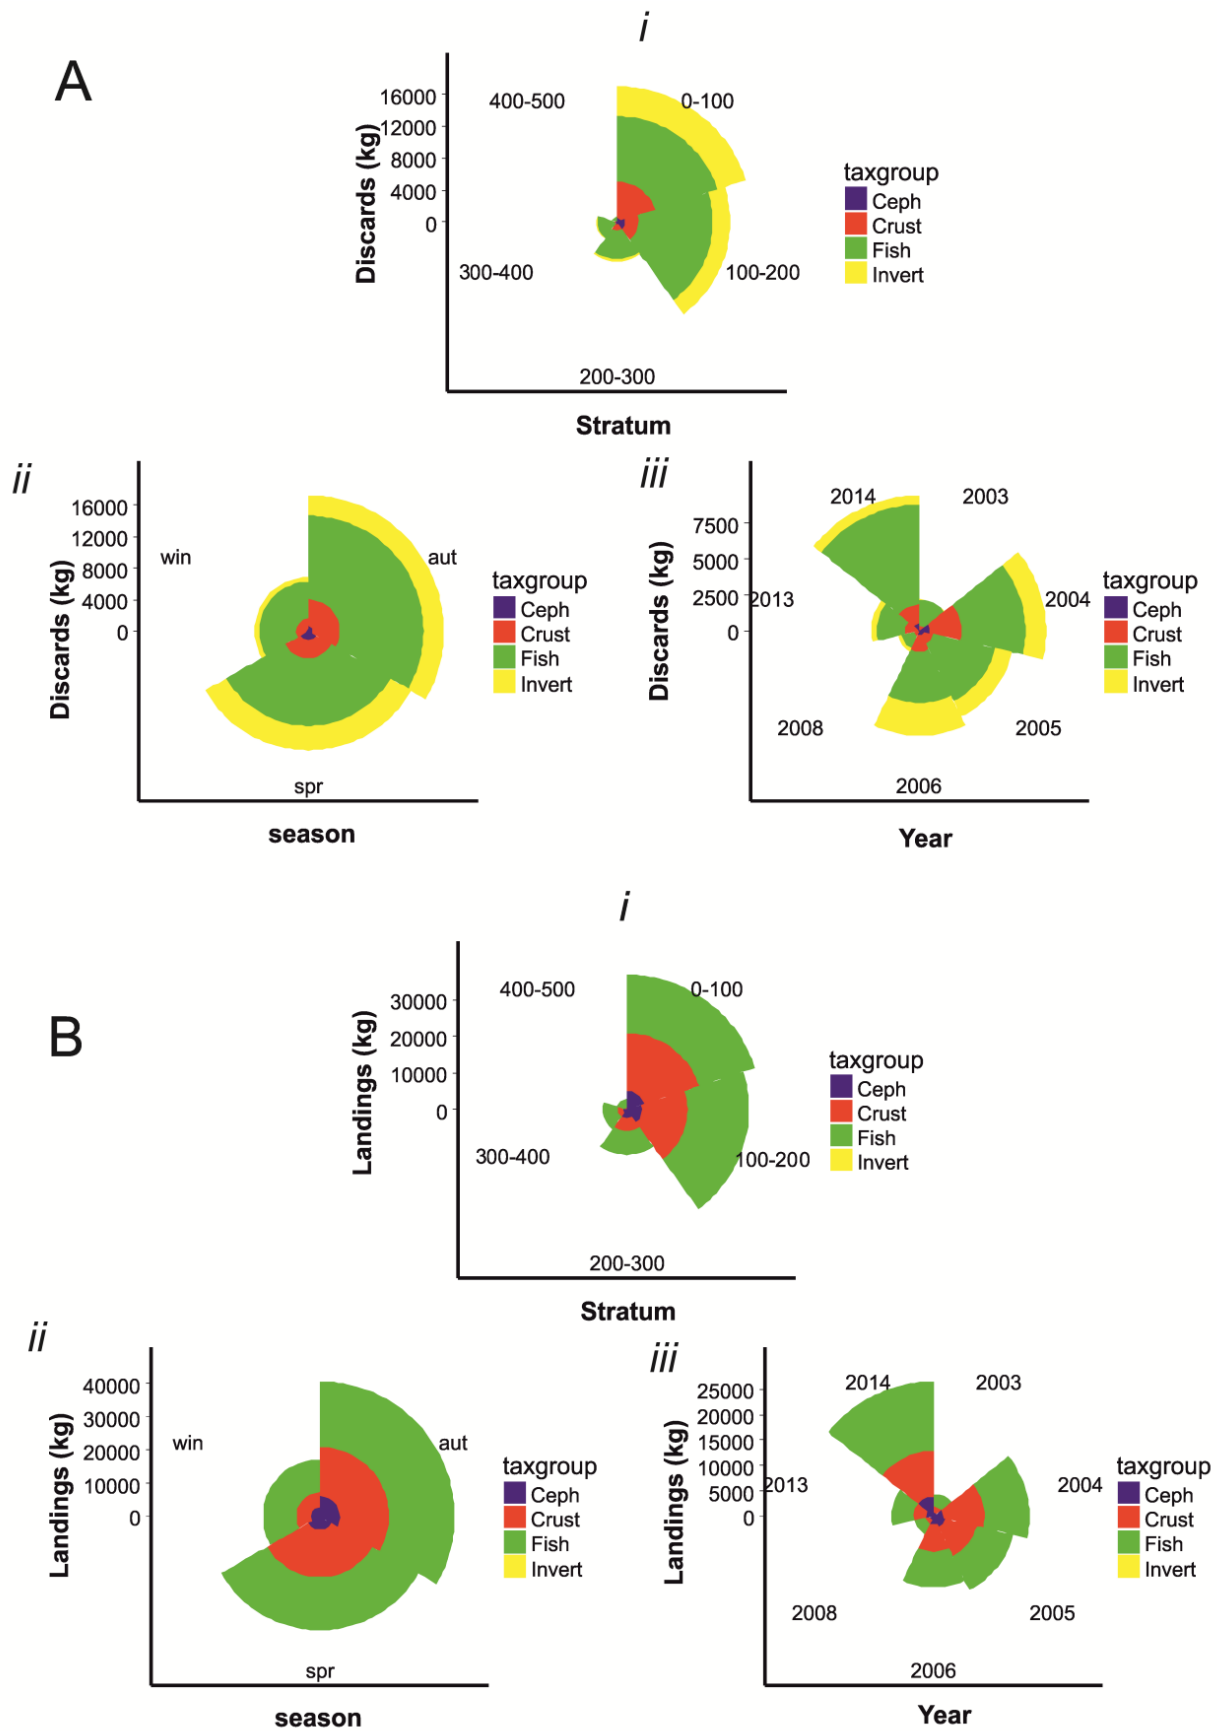 i
A
16000
12000
8000
4000
0
Discards (kg)
400-500
0-100
300-400
100-200
200-300
Stratum
taxgroup
Ceph
Crust
Fish
Invert
ii
16000
12000
8000
4000
0
Discards (kg)
win
aut
spr
season
taxgroup
Ceph
Crust
Fish
Invert
iii
7500
5000
2500
0
Discards (kg)
2014
2003
2013
2004
2008
2005
2006
Year
taxgroup
Ceph
Crust
Fish
Invert
i
B
30000
20000
10000
0
Landings (kg)
400-500
0-100
300-400
100-200
200-300
Stratum
taxgroup
Ceph
Crust
Fish
Invert
ii
40000
30000
20000
10000
0
Landings (kg)
win
aut
spr
season
taxgroup
Ceph
Crust
Fish
Invert
iii
25000
20000
15000
10000
5000
0
Landings (kg)
2014
2003
2013
2004
2008
2005
2006
Year
taxgroup
Ceph
Crust
Fish
Invert